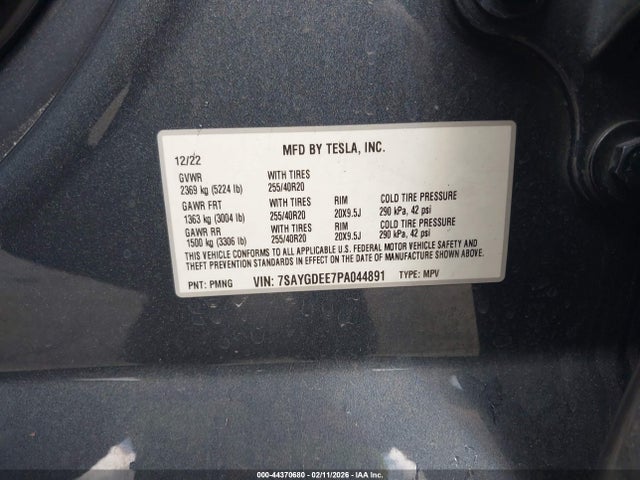 MFD BY TESLA, INC.
12/22
GVWR WITH TIRES
2369 kg (5224 lb) 255/40R20
GAWR FRT WITH TIRES RIM COLD TIRE PRESSURE
1363 kg (3004 lb) 255/40R20 20X9.5J 290 kPa, 42 psi
GAWR RR WITH TIRES RIM COLD TIRE PRESSURE
1500 kg (3306 lb) 255/40R20 20X9.5J 290 kPa, 42 psi
THIS VEHICLE CONFORMS TO ALL APPLICABLE U.S. FEDERAL MOTOR VEHICLE SAFETY AND
THEFT PREVENTION STANDARDS IN EFFECT ON THE DATE OF MANUFACTURE SHOWN ABOVE.
PNT: PMNG VIN: 7SAYGDEE7PA044891 TYPE: MPV
000-44370680 - 02/11/2026 - IAA Inc.